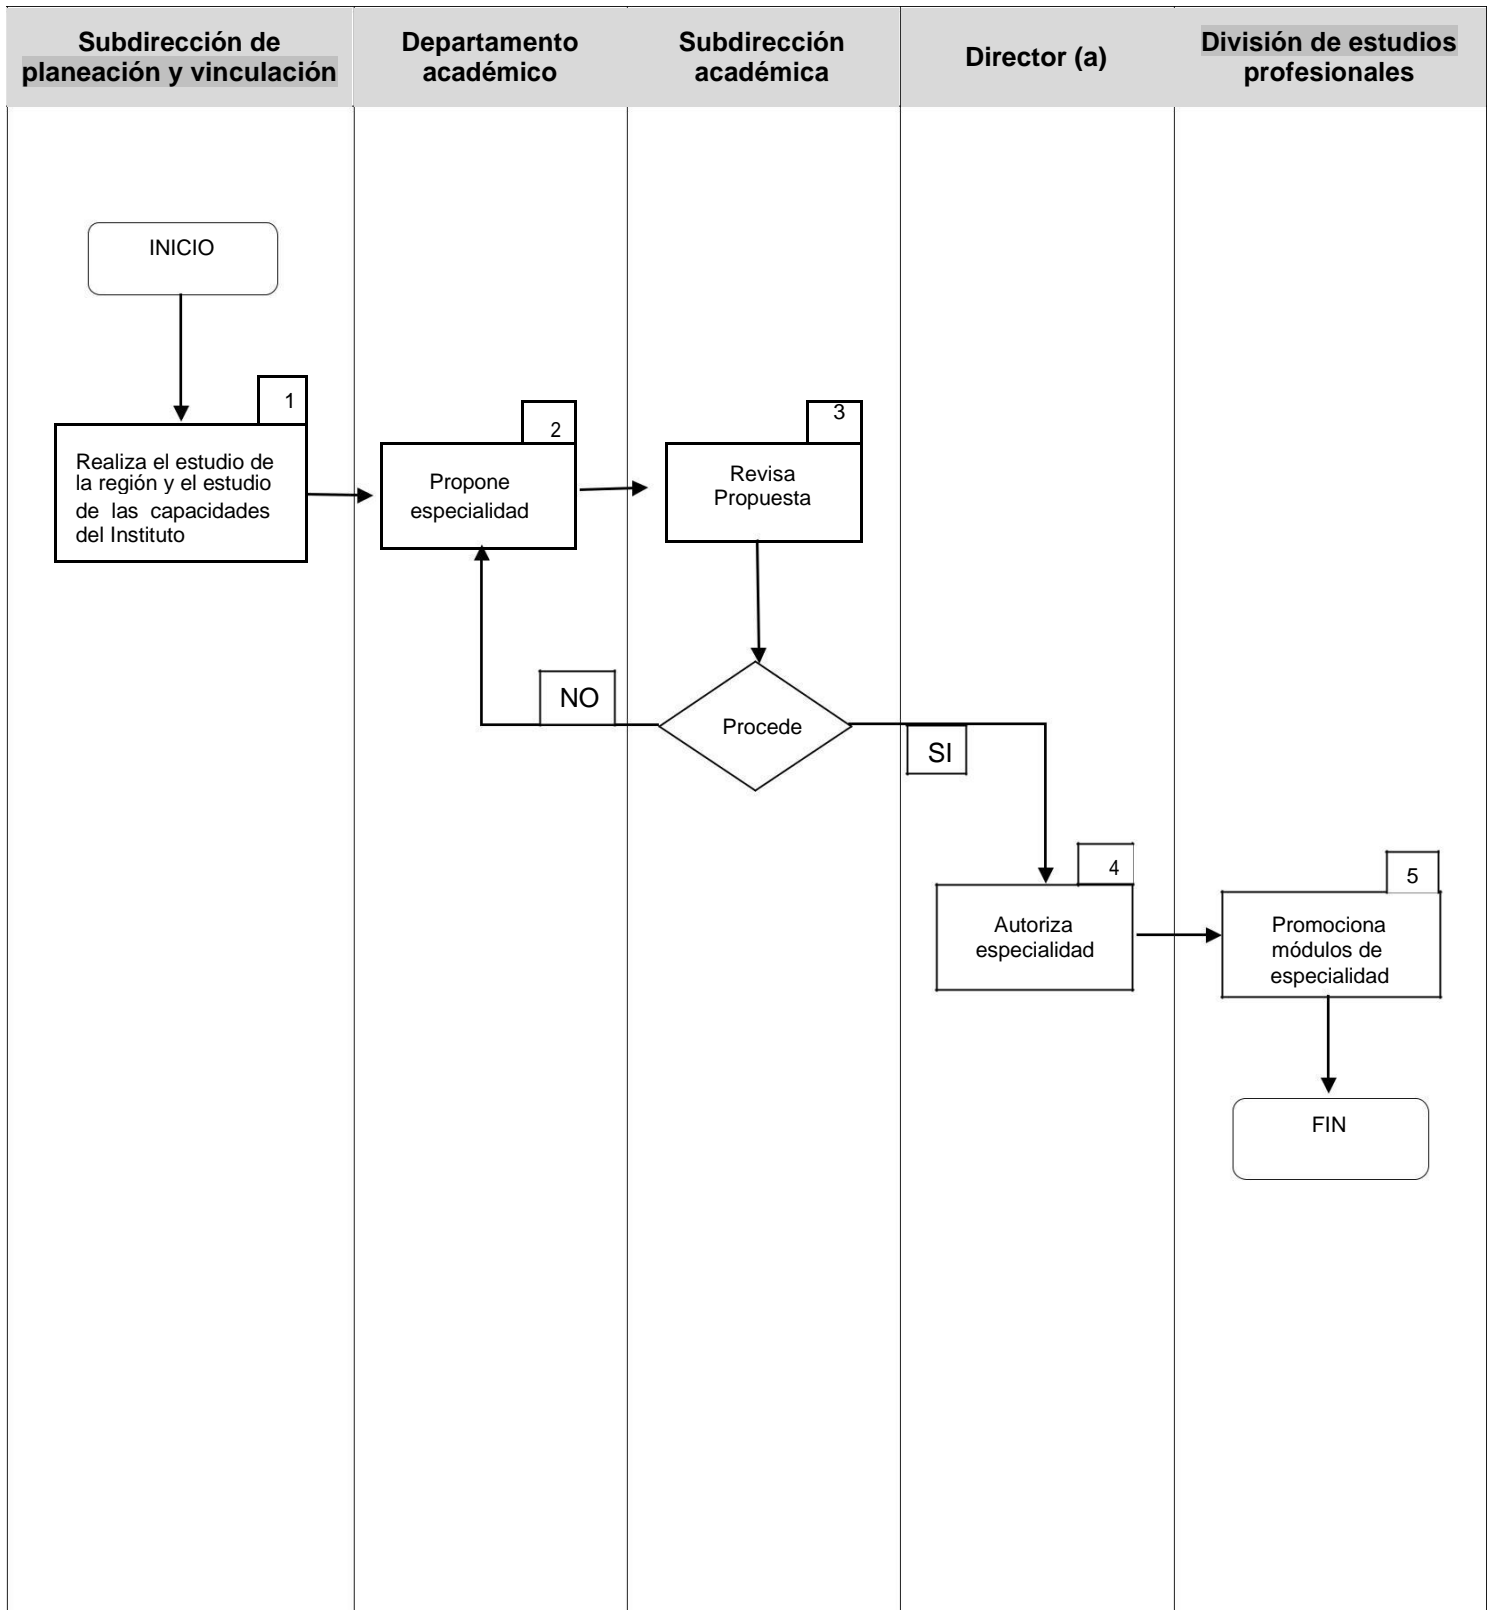 Subdirección de
planeación y vinculación
Departamento
académico
Subdirección
académica
Director (a)
División de estudios
profesionales
INICIO
1
Realiza el estudio de
la región y el estudio
de las capacidades
del Instituto
2
Propone
especialidad
3
Revisa
Propuesta
NO
Procede
SI
4
Autoriza
especialidad
5
Promociona
módulos de
especialidad
FIN